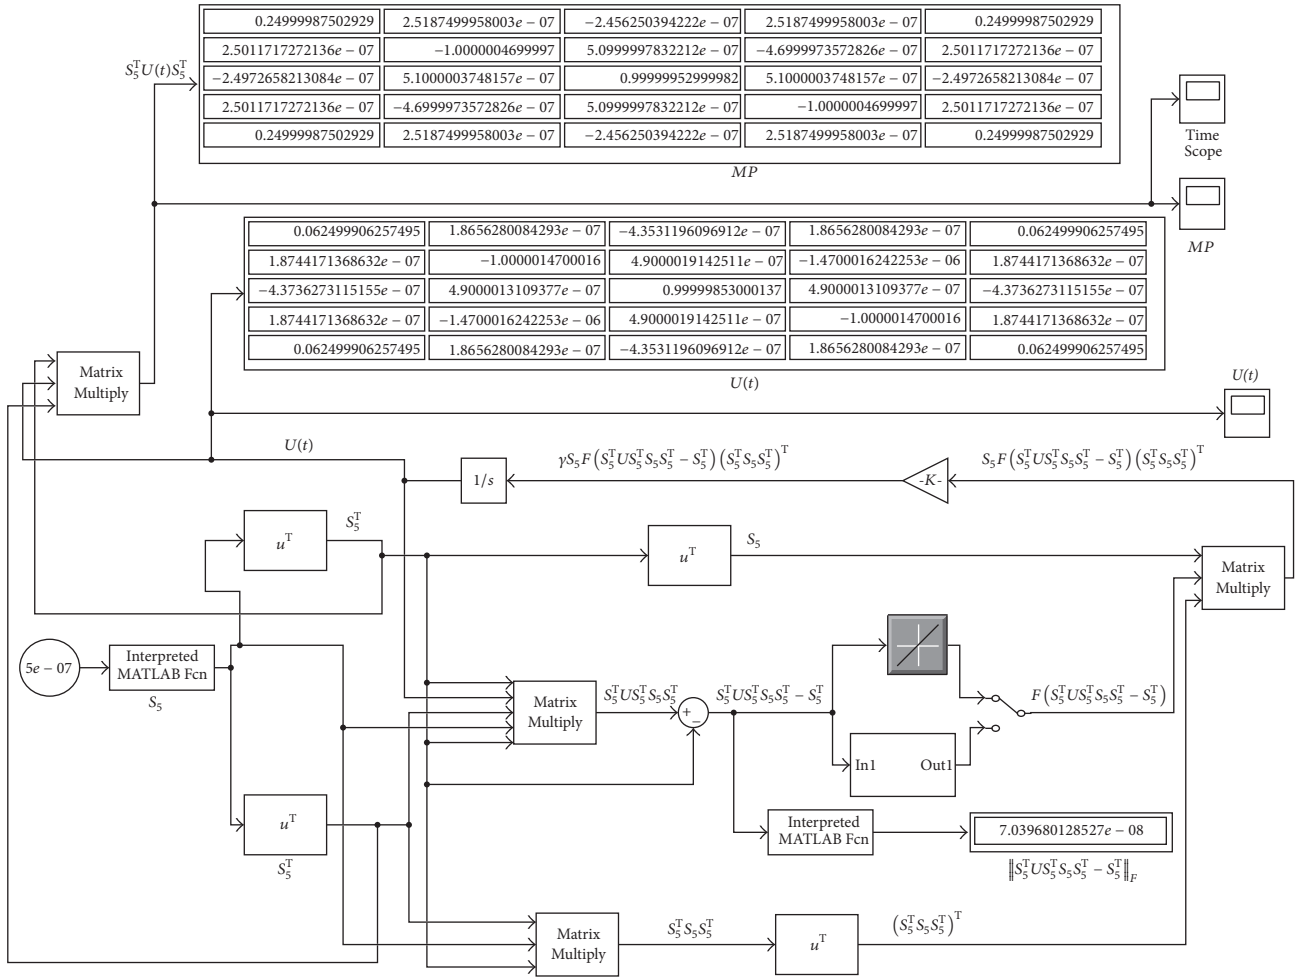 S₅ᵀU(t)S₅ᵀ
0.24999987502929 2.5187499958003e − 07 −2.456250394222e − 07 2.5187499958003e − 07 0.24999987502929
2.5011717272136e − 07 −1.0000004699997 5.0999997832212e − 07 −4.6999973572826e − 07 2.5011717272136e − 07
−2.4972658213084e − 07 5.1000003748157e − 07 0.99999952999982 5.1000003748157e − 07 −2.4972658213084e − 07
2.5011717272136e − 07 −4.6999973572826e − 07 5.0999997832212e − 07 −1.0000004699997 2.5011717272136e − 07
0.24999987502929 2.5187499958003e − 07 −2.456250394222e − 07 2.5187499958003e − 07 0.24999987502929
MP
Time
Scope
MP
0.062499906257495 1.8656280084293e − 07 −4.3531196096912e − 07 1.8656280084293e − 07 0.062499906257495
1.8744171368632e − 07 −1.0000014700016 4.9000019142511e − 07 −1.4700016242253e − 06 1.8744171368632e − 07
−4.3736273115155e − 07 4.9000013109377e − 07 0.99999853000137 4.9000013109377e − 07 −4.3736273115155e − 07
1.8744171368632e − 07 −1.4700016242253e − 06 4.9000019142511e − 07 −1.0000014700016 1.8744171368632e − 07
0.062499906257495 1.8656280084293e − 07 −4.3531196096912e − 07 1.8656280084293e − 07 0.062499906257495
U(t)
Matrix
Multiply
U(t)
U(t)
1/s
γS₅F(S₅ᵀUS₅ᵀS₅S₅ᵀ − S₅ᵀ)(S₅ᵀS₅S₅ᵀ)ᵀ
-K-
S₅F(S₅ᵀUS₅ᵀS₅S₅ᵀ − S₅ᵀ)(S₅ᵀS₅S₅ᵀ)ᵀ
uᵀ
S₅ᵀ
uᵀ
S₅
Matrix
Multiply
5e − 07
Interpreted
MATLAB Fcn
S₅
Matrix
Multiply
S₅ᵀUS₅ᵀS₅S₅ᵀ
+
−
S₅ᵀUS₅ᵀS₅S₅ᵀ − S₅ᵀ
F(S₅ᵀUS₅ᵀS₅S₅ᵀ − S₅ᵀ)
In1 Out1
uᵀ
S₅ᵀ
Interpreted
MATLAB Fcn
7.039680128527e − 08
‖S₅ᵀUS₅ᵀS₅S₅ᵀ − S₅ᵀ‖F
Matrix
Multiply
S₅ᵀS₅S₅ᵀ
uᵀ
(S₅ᵀS₅S₅ᵀ)ᵀ